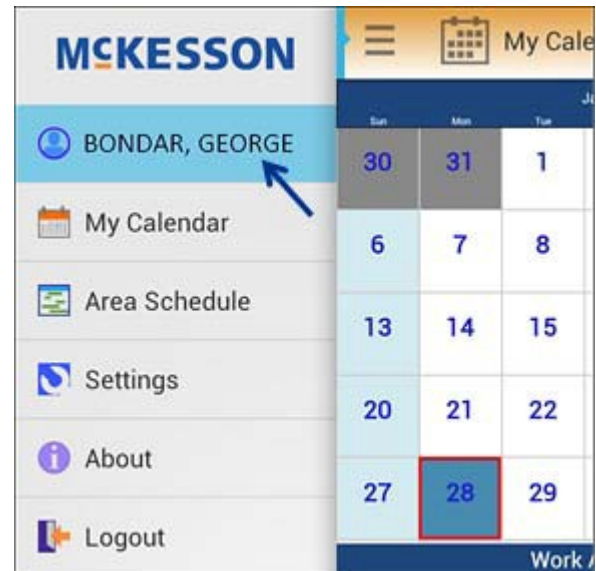 MCKESSON
BONDAR, GEORGE
My Calendar
Area Schedule
Settings
About
Logout
My Cale
Sun Mon Tue
30 31 1
6 7 8
13 14 15
20 21 22
27 28 29
Work